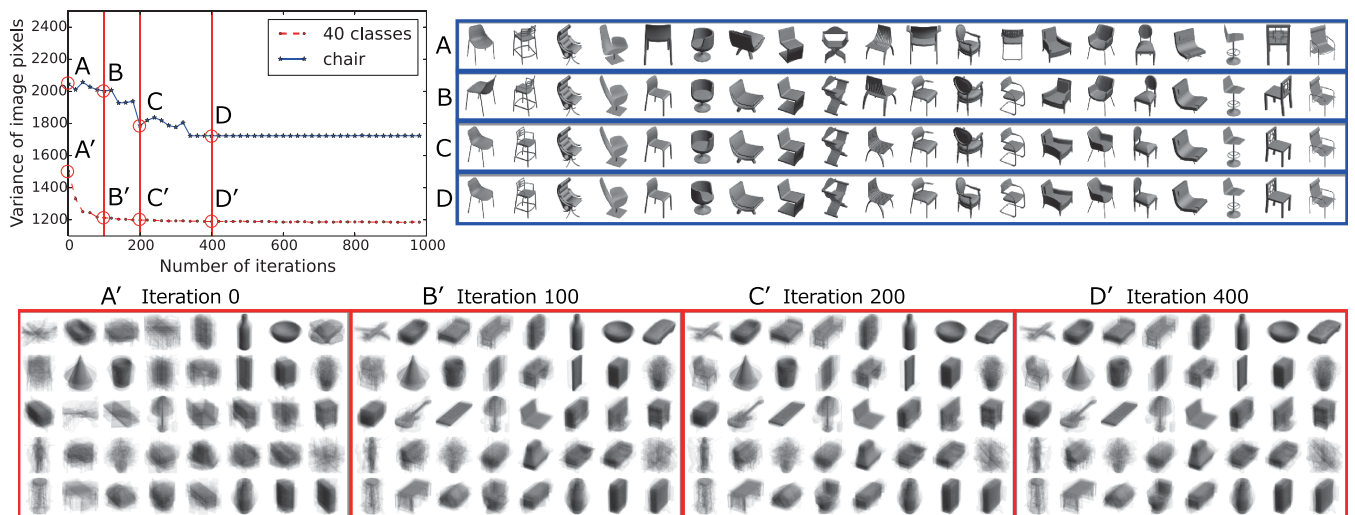 2400
2200
2000
1800
1600
1400
1200
Variance of image pixels
0 200 400 600 800 1000
Number of iterations
40 classes
chair
A
B
C
D
A′
B′
C′
D′
A
B
C
D
A′ Iteration 0
B′ Iteration 100
C′ Iteration 200
D′ Iteration 400